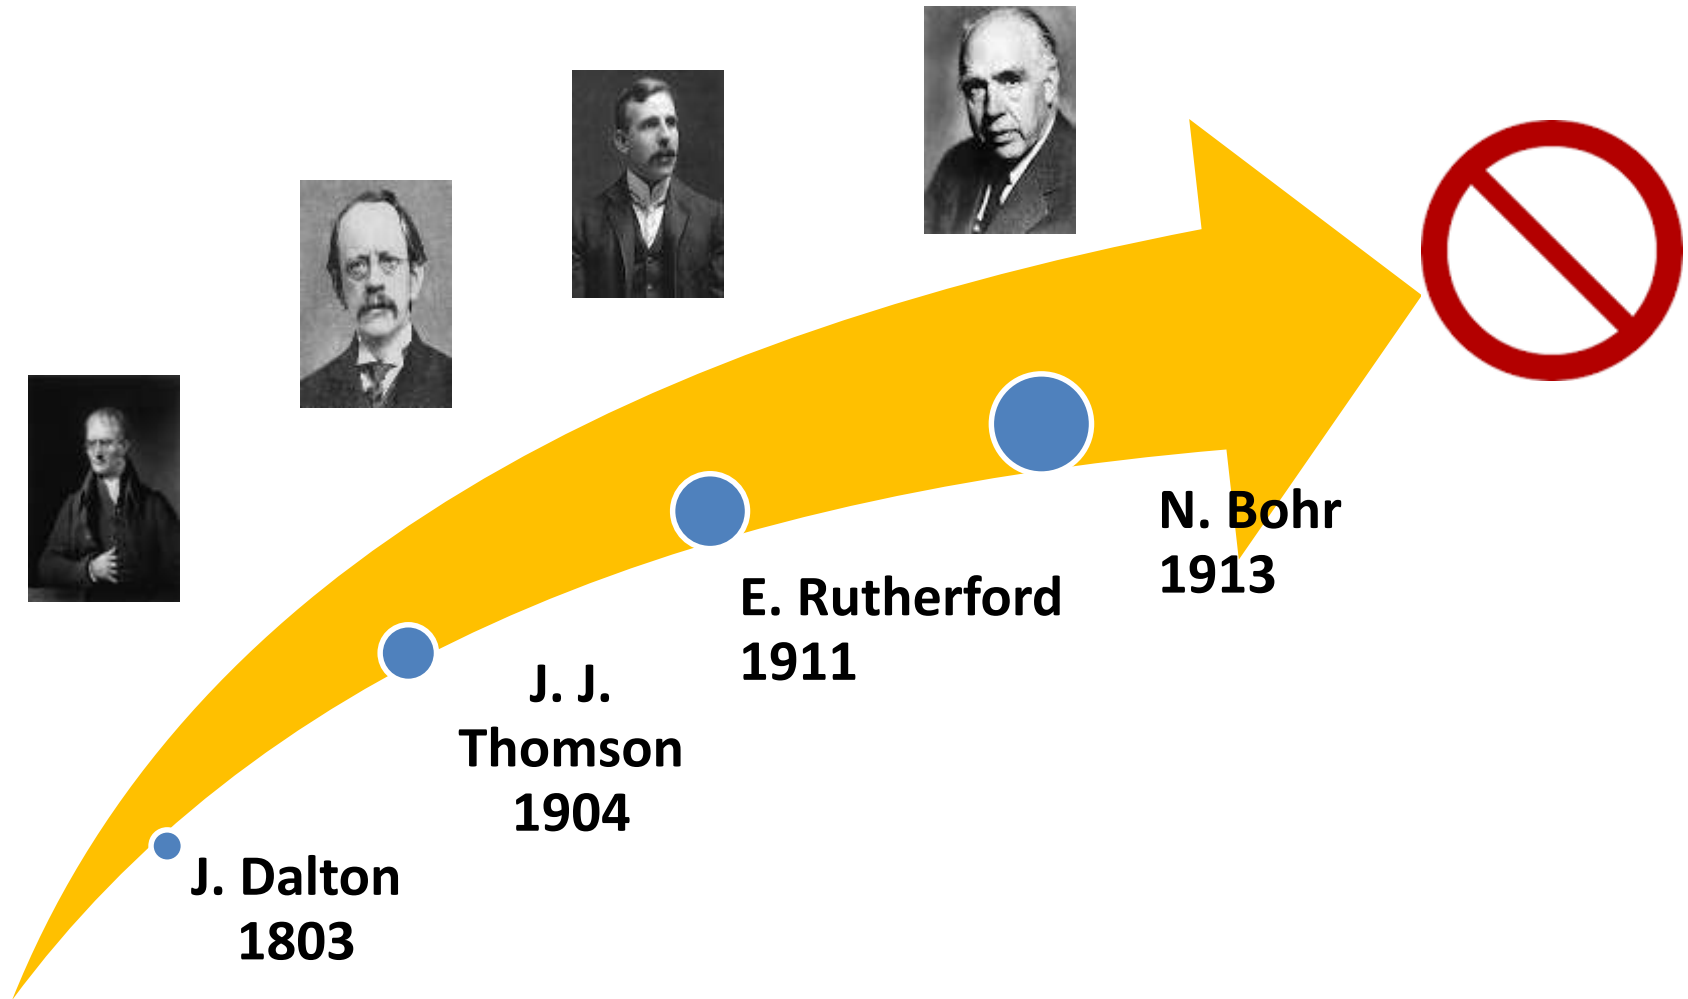 J. Dalton
1803
J. J.
Thomson
1904
E. Rutherford
1911
N. Bohr
1913